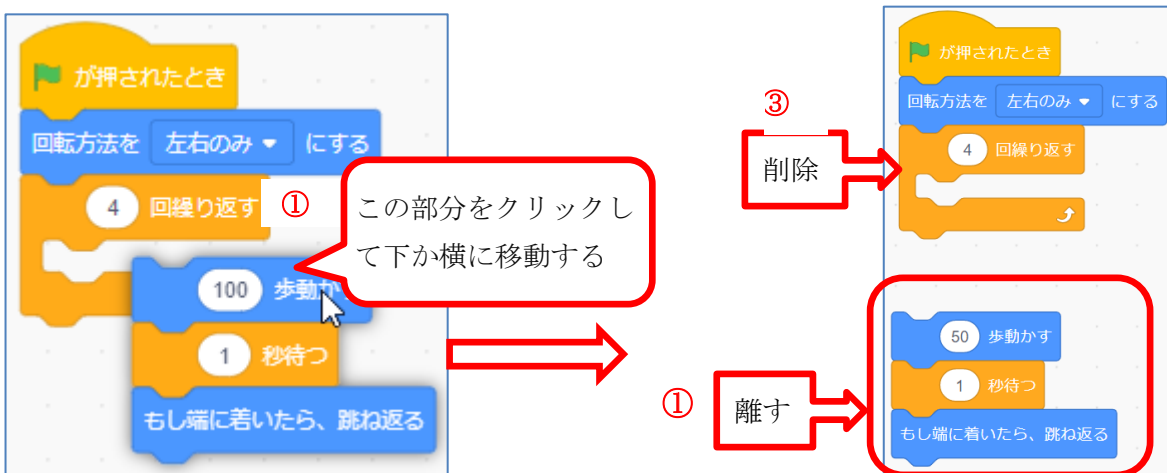 が押されたとき
回転方法を 左右のみ にする
4 回繰り返す
①
この部分をクリックし
て下か横に移動する
100 歩動か
1 秒待つ
もし端に着いたら、跳ね返る
が押されたとき
回転方法を 左右のみ にする
③
4 回繰り返す
削除
50 歩動かす
①
離す
1 秒待つ
もし端に着いたら、跳ね返る